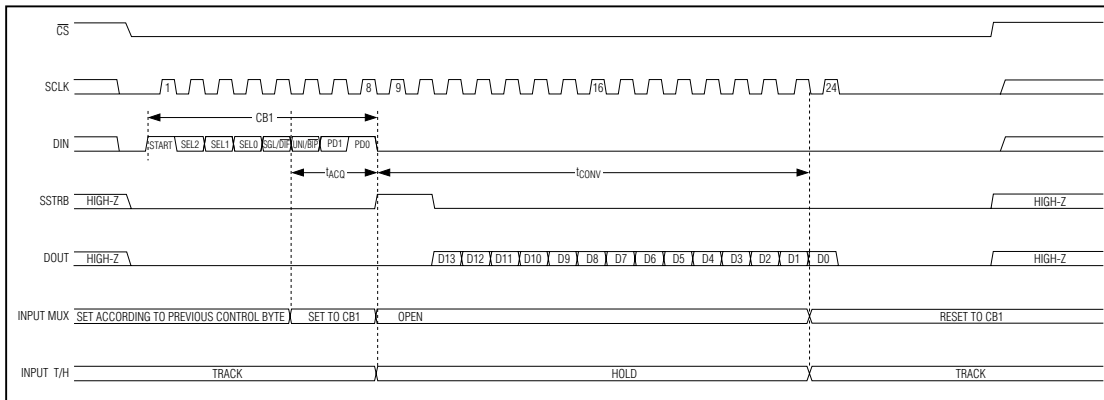 CS
SCLK 1 8 9 16 24
CB1
DIN START SEL2 SEL1 SEL0 SGL/DIF UNI/BIP PD1 PD0
tACQ tCONV
SSTRB HIGH-Z HIGH-Z
DOUT HIGH-Z D13 D12 D11 D10 D9 D8 D7 D6 D5 D4 D3 D2 D1 D0 HIGH-Z
INPUT MUX SET ACCORDING TO PREVIOUS CONTROL BYTE SET TO CB1 OPEN RESET TO CB1
INPUT T/H TRACK HOLD TRACK